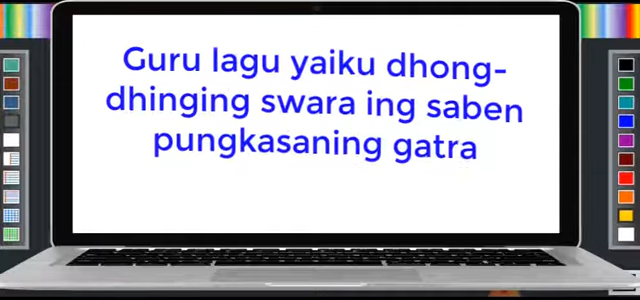 Guru lagu yaiku dhong-
dhinging swara ing saben
pungkasaning gatra